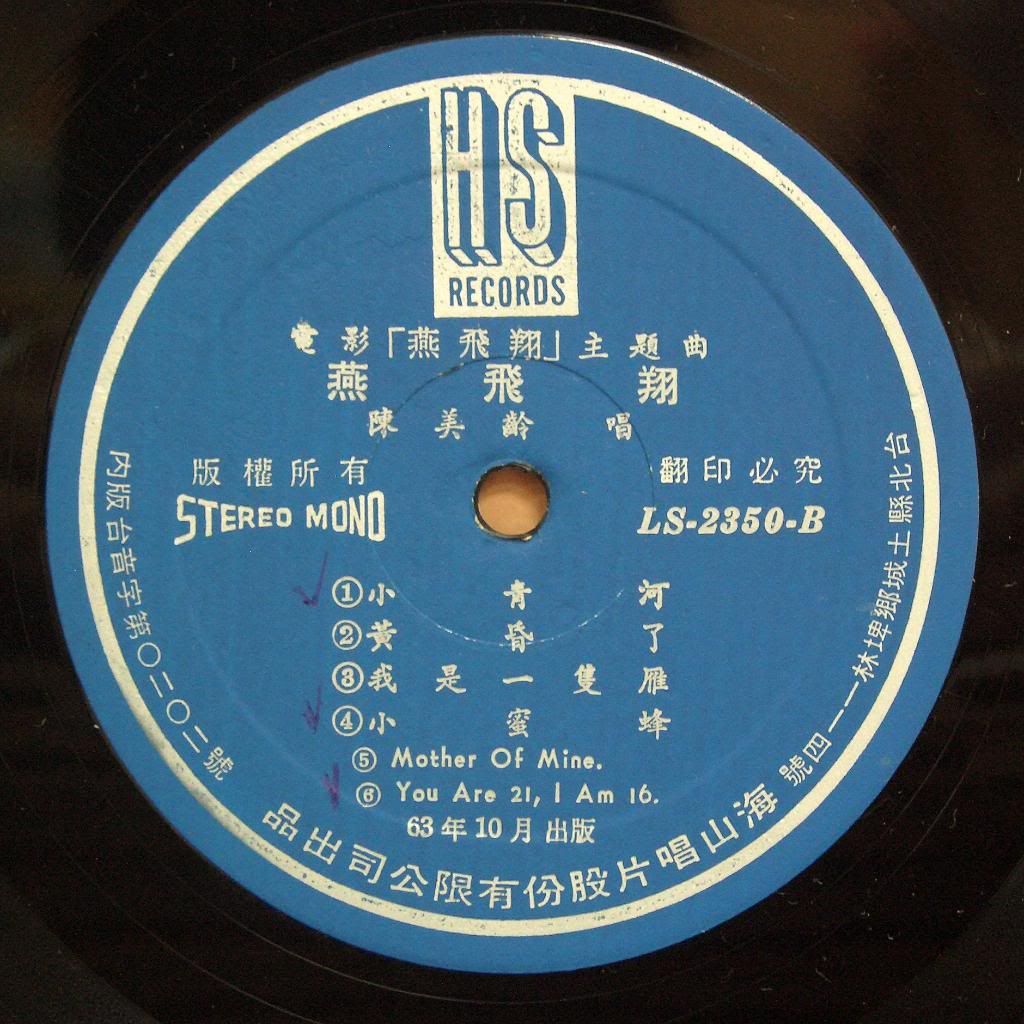 HS
RECORDS
電影「燕飛翔」主題曲
燕飛翔
陳美齡 唱
版權所有
翻印必究
STEREO MONO
LS-2350-B
①小青河
②黃昏了
③我是一隻雁
④小蜜蜂
⑤ Mother Of Mine.
⑥ You Are 21, I Am 16.
63年10月出版
內版台音字第〇二〇二號
台北縣土城鄉埤林一一四號
海山唱片股份有限公司出品